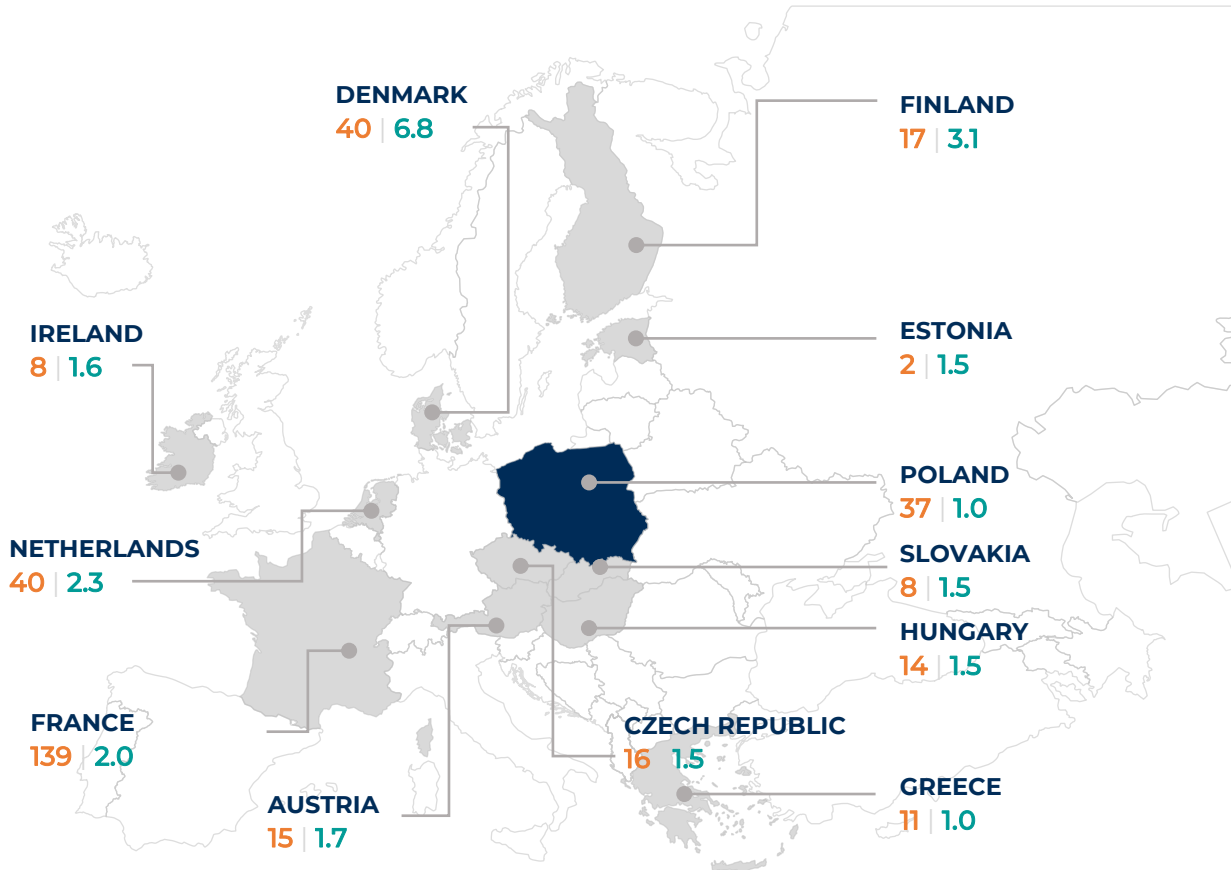 DENMARK
40 | 6.8
FINLAND
17 | 3.1
IRELAND
8 | 1.6
ESTONIA
2 | 1.5
POLAND
37 | 1.0
NETHERLANDS
40 | 2.3
SLOVAKIA
8 | 1.5
HUNGARY
14 | 1.5
FRANCE
139 | 2.0
CZECH REPUBLIC
16 | 1.5
AUSTRIA
15 | 1.7
GREECE
11 | 1.0